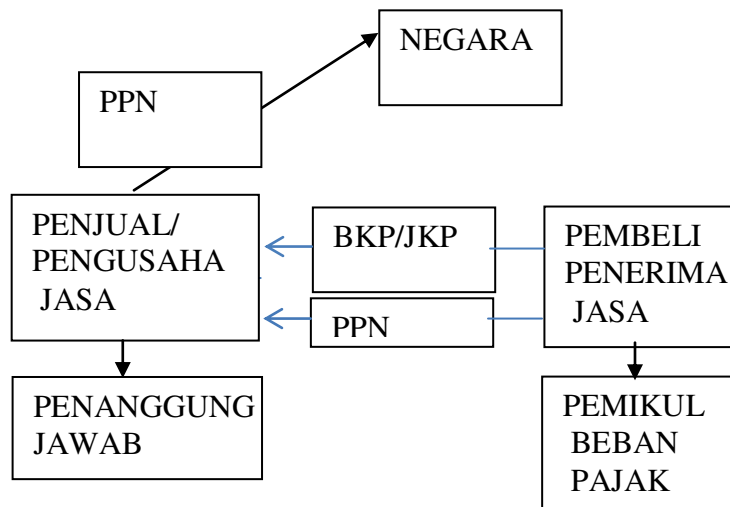 NEGARA
PPN
PENJUAL/
PENGUSAHA
JASA
BKP/JKP
PPN
PEMBELI
PENERIMA
JASA
PENANGGUNG
JAWAB
PEMIKUL
BEBAN
PAJAK